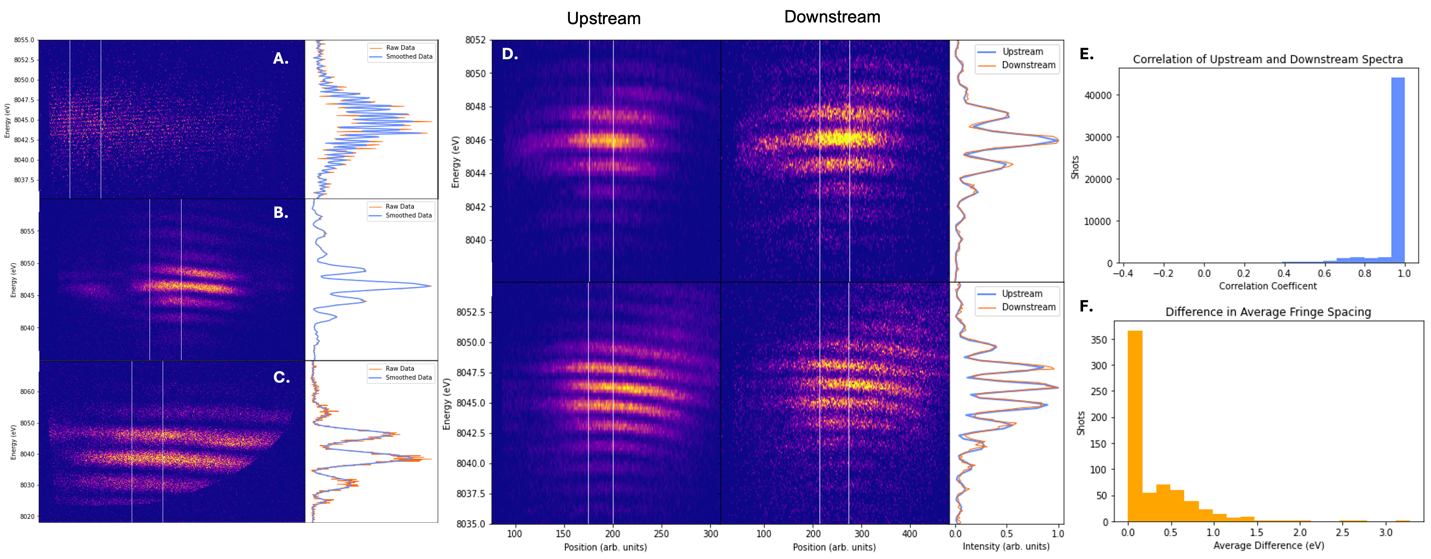 Upstream
Downstream
A.
Raw Data
Smoothed Data
8055.0
8052.5
8050.0
8047.5
8045.0
8042.5
8040.0
8037.5
Energy (eV)
B.
Raw Data
Smoothed Data
8055
8050
8045
8040
Energy (eV)
C.
Raw Data
Smoothed Data
8060
8050
8040
8030
8020
Energy (eV)
D.
Upstream
Downstream
8052
8050
8048
8046
8044
8042
8040
Energy (eV)
Upstream
Downstream
8052.5
8050.0
8047.5
8045.0
8042.5
8040.0
8037.5
8035.0
Energy (eV)
100 150 200 250 300
Position (arb. units)
100 200 300 400
Position (arb. units)
0.0 0.5 1.0
Intensity (arb. units)
E.
Correlation of Upstream and Downstream Spectra
40000
30000
20000
10000
0
Shots
−0.4 −0.2 0.0 0.2 0.4 0.6 0.8 1.0
Correlation Coefficent
F.
Difference in Average Fringe Spacing
350
300
250
200
150
100
50
0
Shots
0.0 0.5 1.0 1.5 2.0 2.5 3.0
Average Difference (eV)